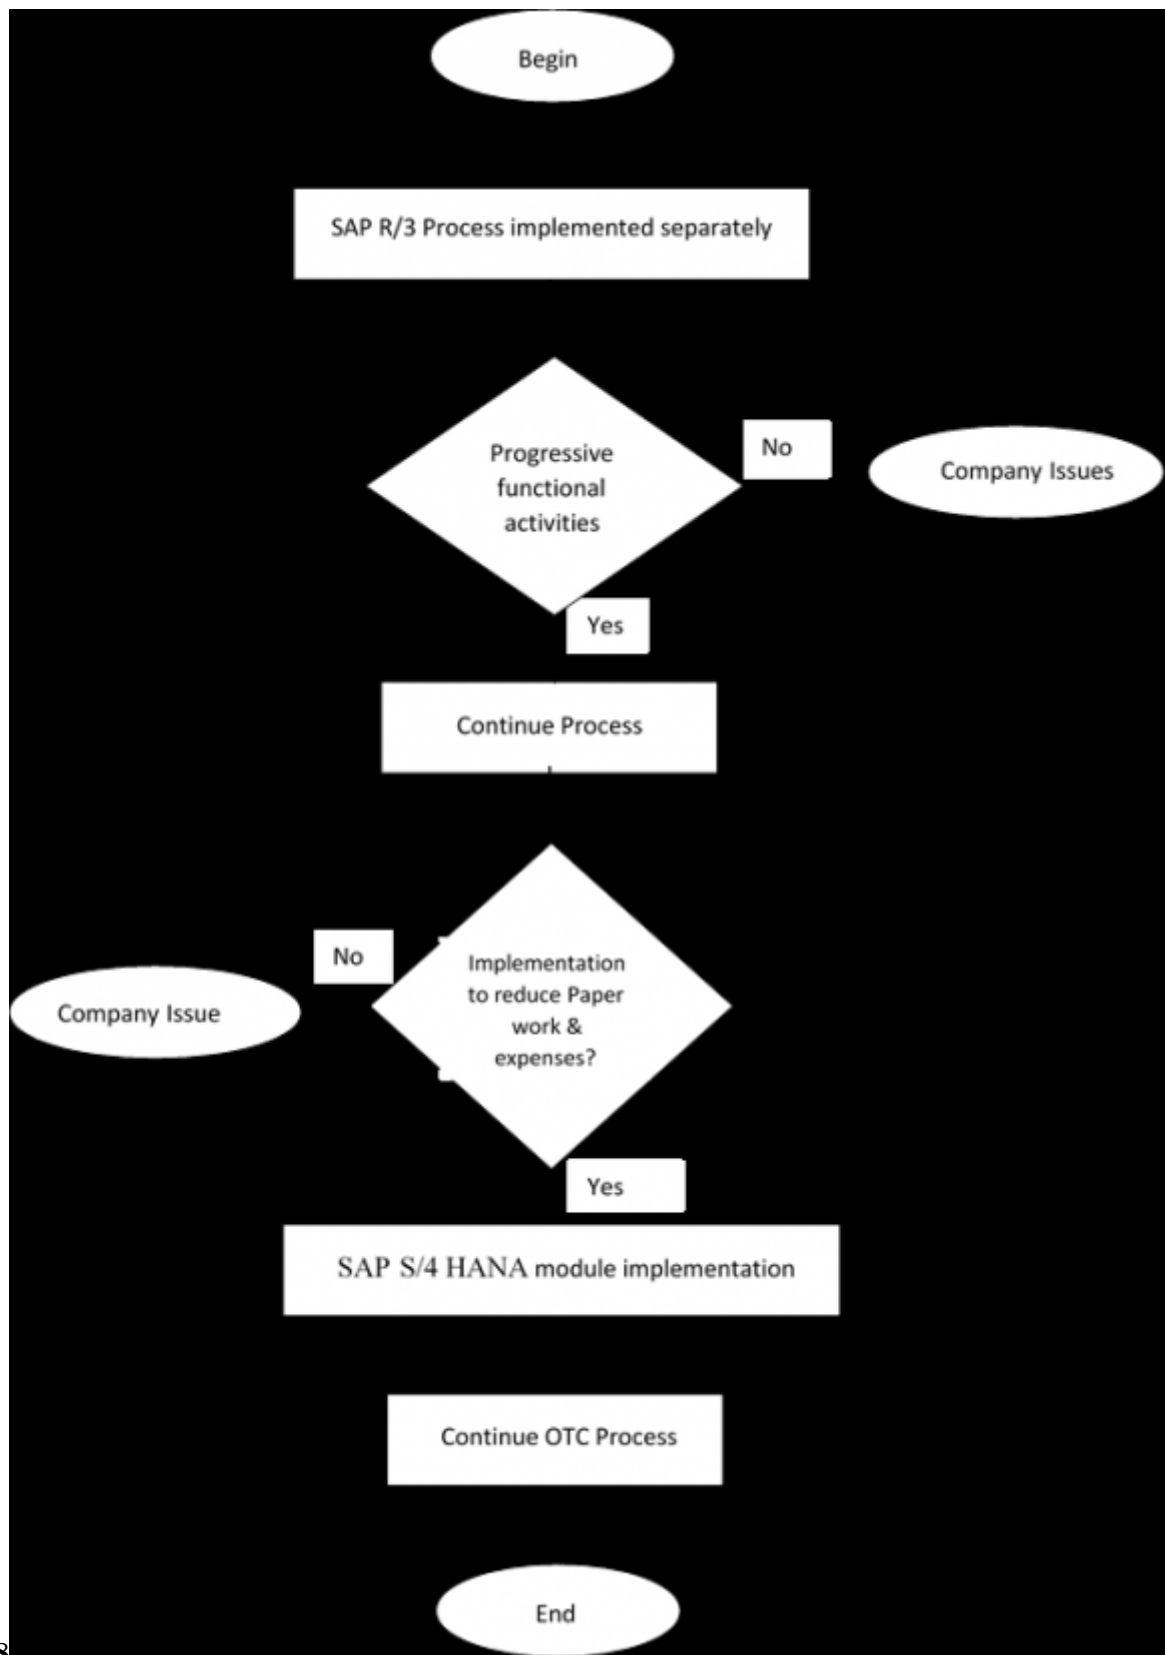 Begin
SAP R/3 Process implemented separately
Progressive
functional
activities
No
Company Issues
Yes
Continue Process
No
Company Issue
Implementation
to reduce Paper
work &
expenses?
Yes
SAP S/4 HANA module implementation
Continue OTC Process
End
8